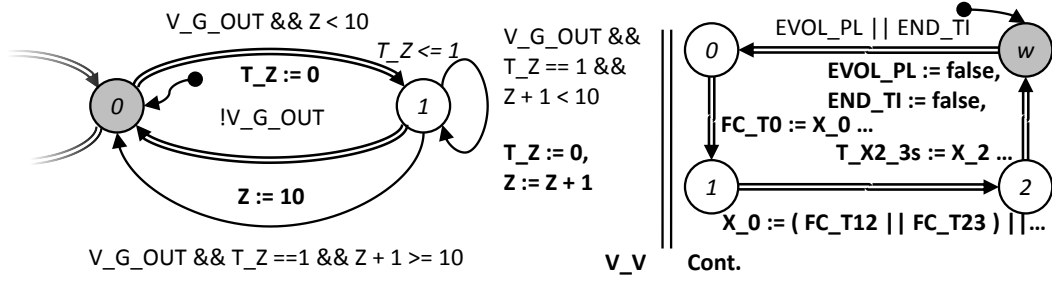 V_G_OUT && Z < 10
T_Z <= 1
T_Z := 0
0
1
!V_G_OUT
Z := 10
V_G_OUT && T_Z ==1 && Z + 1 >= 10
V_G_OUT &&
T_Z == 1 &&
Z + 1 < 10
T_Z := 0,
Z := Z + 1
V_V
Cont.
0
EVOL_PL || END_TI
w
EVOL_PL := false,
END_TI := false,
FC_T0 := X_0 ...
T_X2_3s := X_2 ...
1
2
X_0 := ( FC_T12 || FC_T23 ) ||...